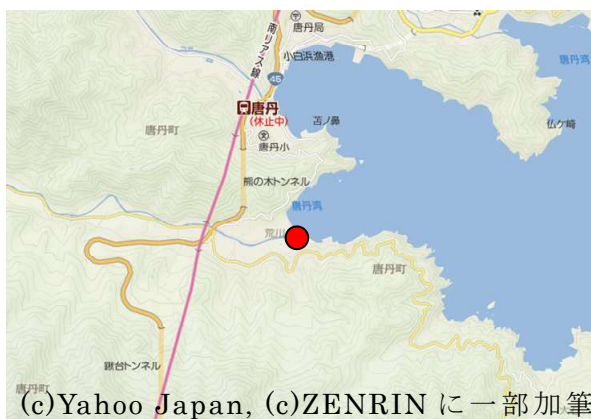 唐丹局
小白浜漁港
南リアス線
45
唐丹湾
唐丹
(休止中)
苫ノ鼻
仏ケ崎
唐丹町
唐丹小
熊の木トンネル
唐丹湾
荒川
唐丹町
鍬台トンネル
唐丹町
(c)Yahoo Japan, (c)ZENRIN に一部加筆